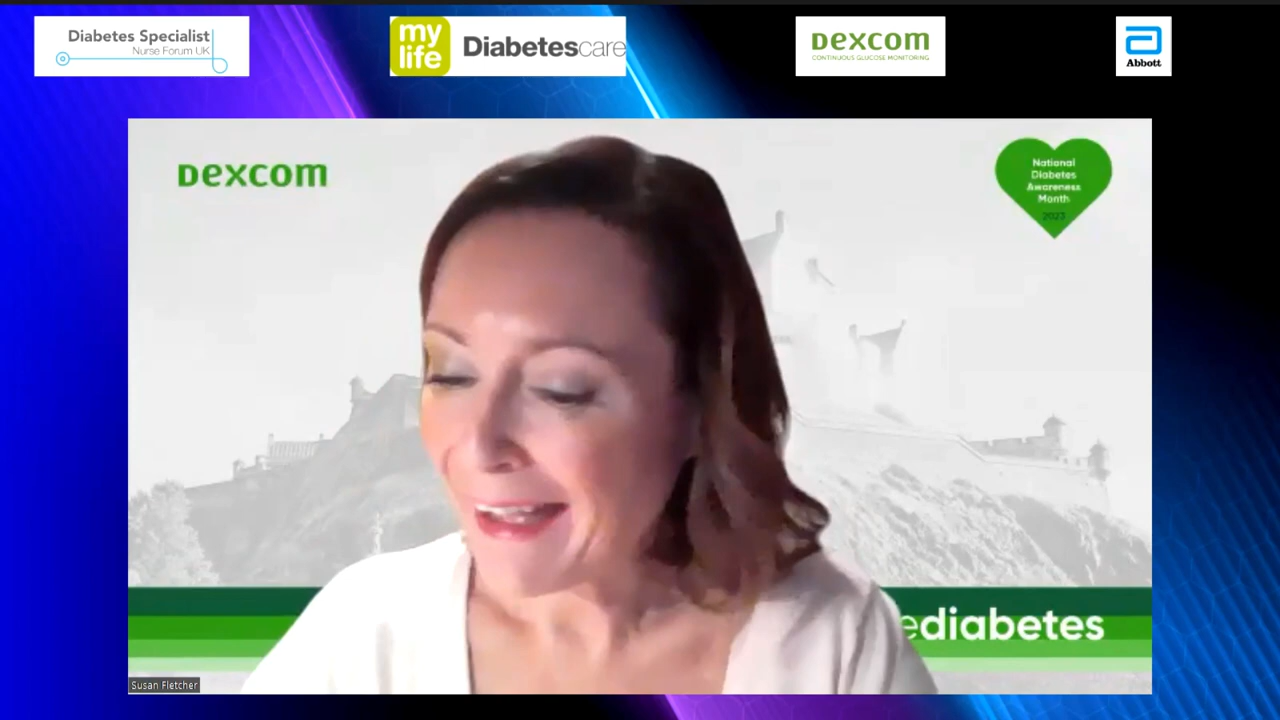 Diabetes Specialist
Nurse Forum UK
my
life
Diabetescare
Dexcom
CONTINUOUS GLUCOSE MONITORING
Abbott
Dexcom
National
Diabetes
Awareness
Month
2023
ediabetes
Susan Fletcher